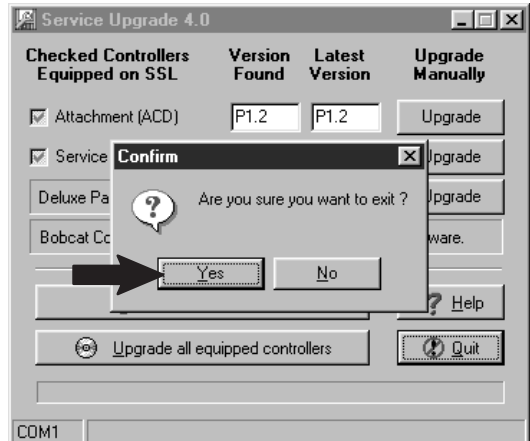 Service Upgrade 4.0
Checked Controllers Equipped on SSL
Version Found
Latest Version
Upgrade Manually
Attachment (ACD)
P1.2
P1.2
Upgrade
Service
Upgrade
Confirm
Are you sure you want to exit ?
Yes
No
Deluxe Pa
Upgrade
Bobcat Co
ware.
Help
Upgrade all equipped controllers
Quit
COM1